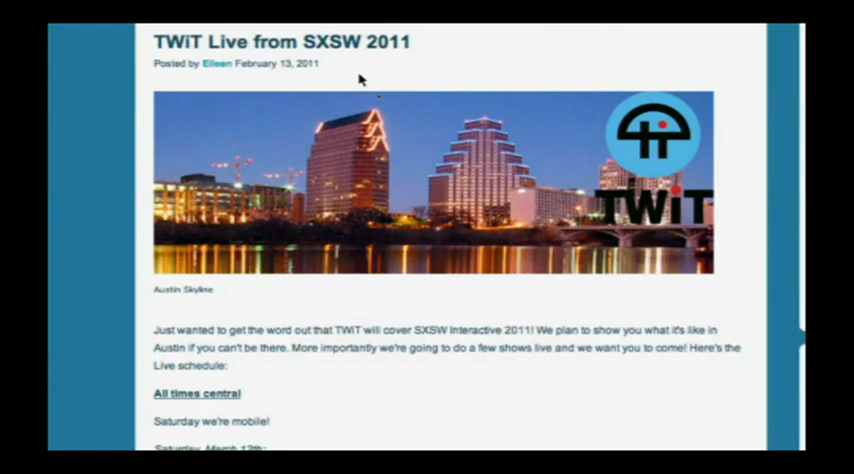 TWiT Live from SXSW 2011
Posted by Eileen February 13, 2011
TWiT
Austin Skyline
Just wanted to get the word out that TWiT will cover SXSW Interactive 2011! We plan to show you what it's like in
Austin if you can't be there. More importantly we're going to do a few shows live and we want you to come! Here's the
Live schedule:
All times central
Saturday we're mobile!
Saturday, March 12th: